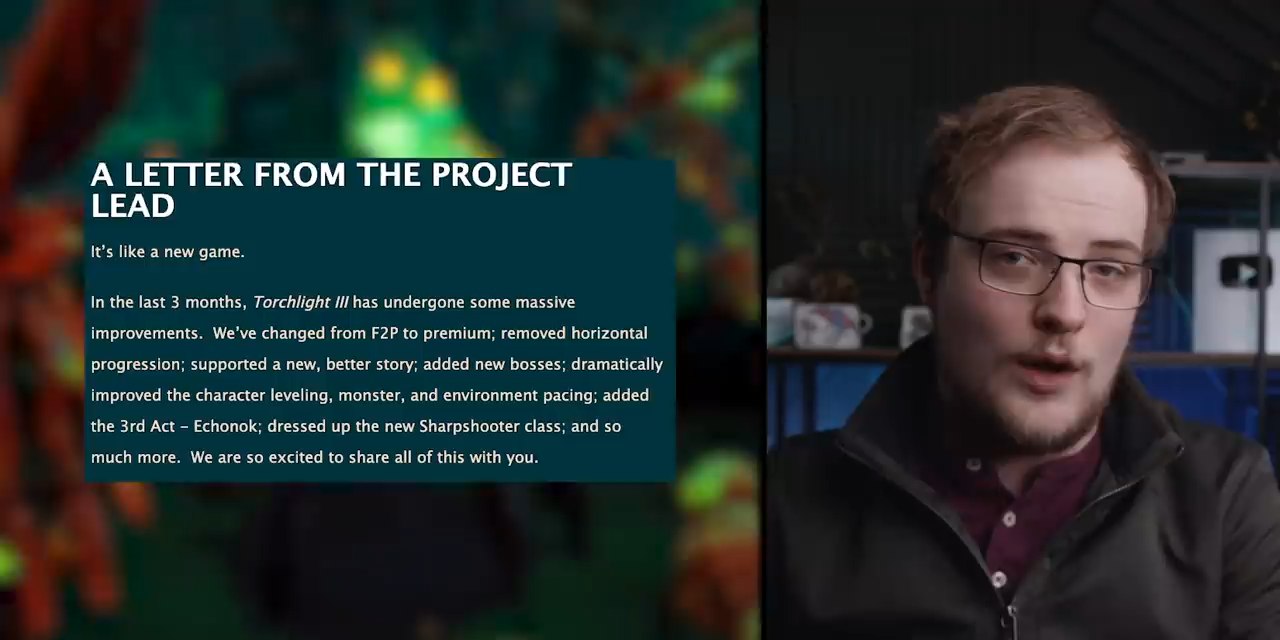 A LETTER FROM THE PROJECT
LEAD
It's like a new game.
In the last 3 months, Torchlight III has undergone some massive
improvements.  We've changed from F2P to premium; removed horizontal
progression; supported a new, better story; added new bosses; dramatically
improved the character leveling, monster, and environment pacing; added
the 3rd Act – Echonok; dressed up the new Sharpshooter class; and so
much more.  We are so excited to share all of this with you.